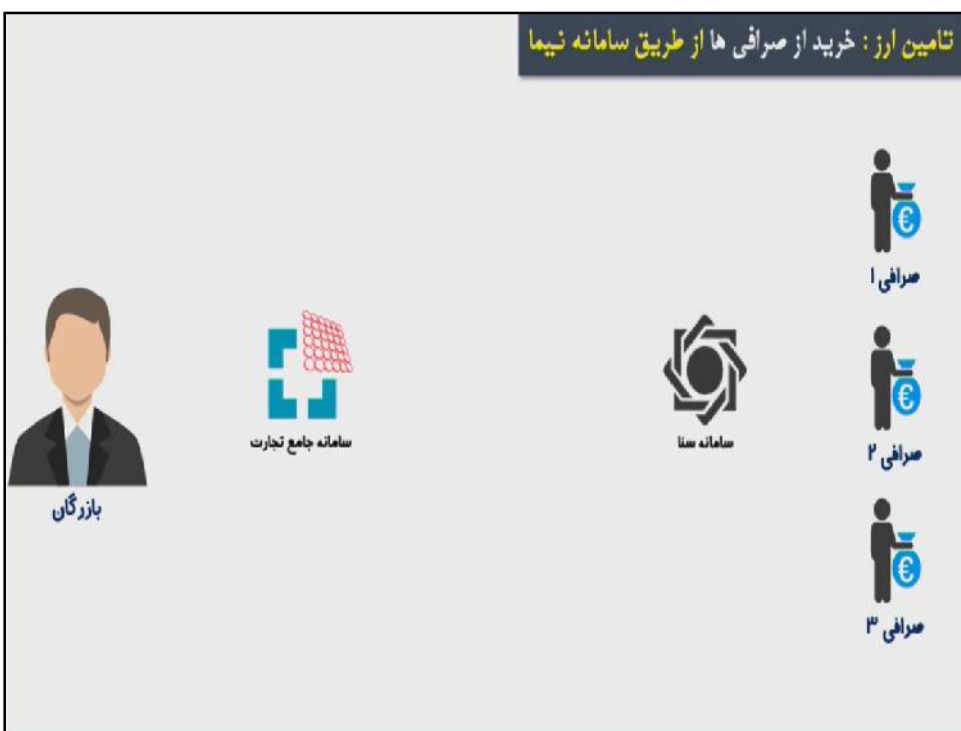 تامین ارز : خرید از صرافی ها از طریق سامانه نیما
صرافی ۱
صرافی ۲
صرافی ۳
سامانه سنا
سامانه جامع تجارت
بازرگان